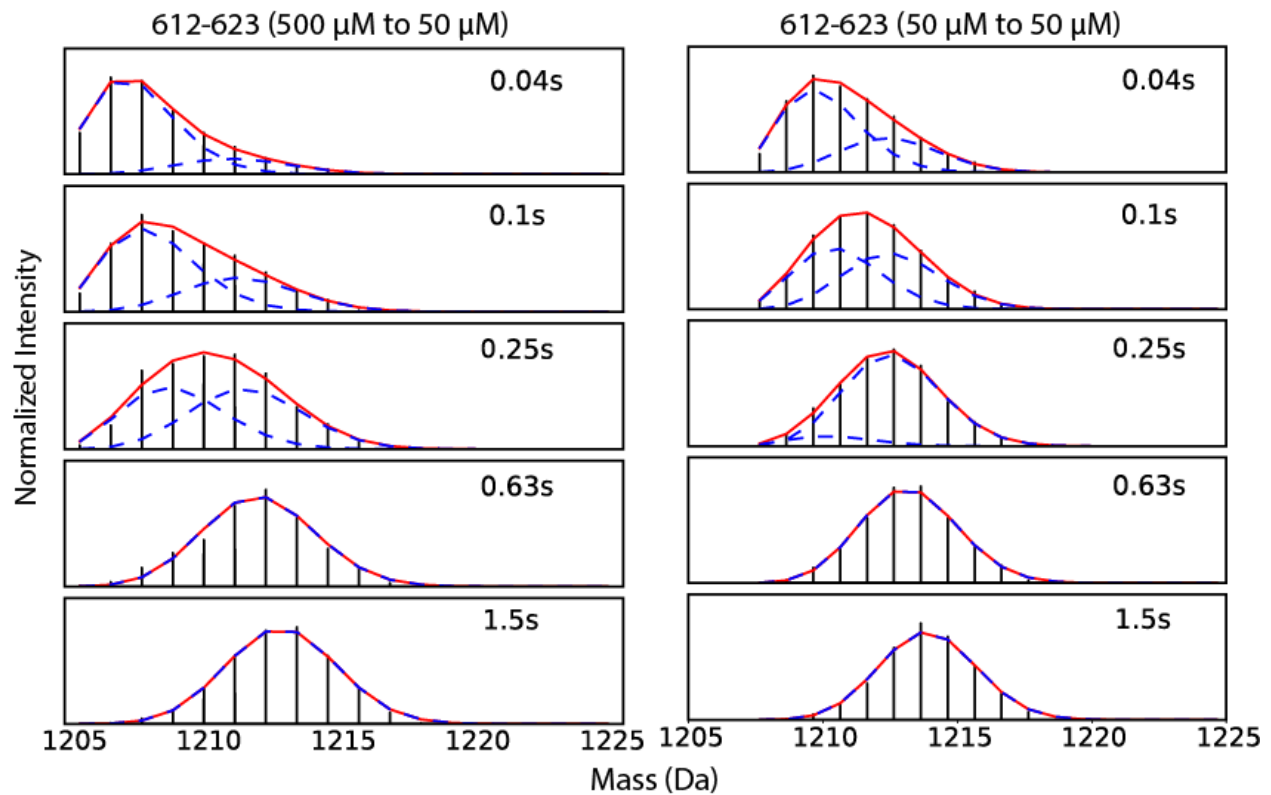 612-623 (500 μM to 50 μM)
612-623 (50 μM to 50 μM)
0.04s
0.04s
0.1s
0.1s
0.25s
0.25s
0.63s
0.63s
1.5s
1.5s
Normalized Intensity
1205 1210 1215 1220 1225
1205 1210 1215 1220 1225
Mass (Da)